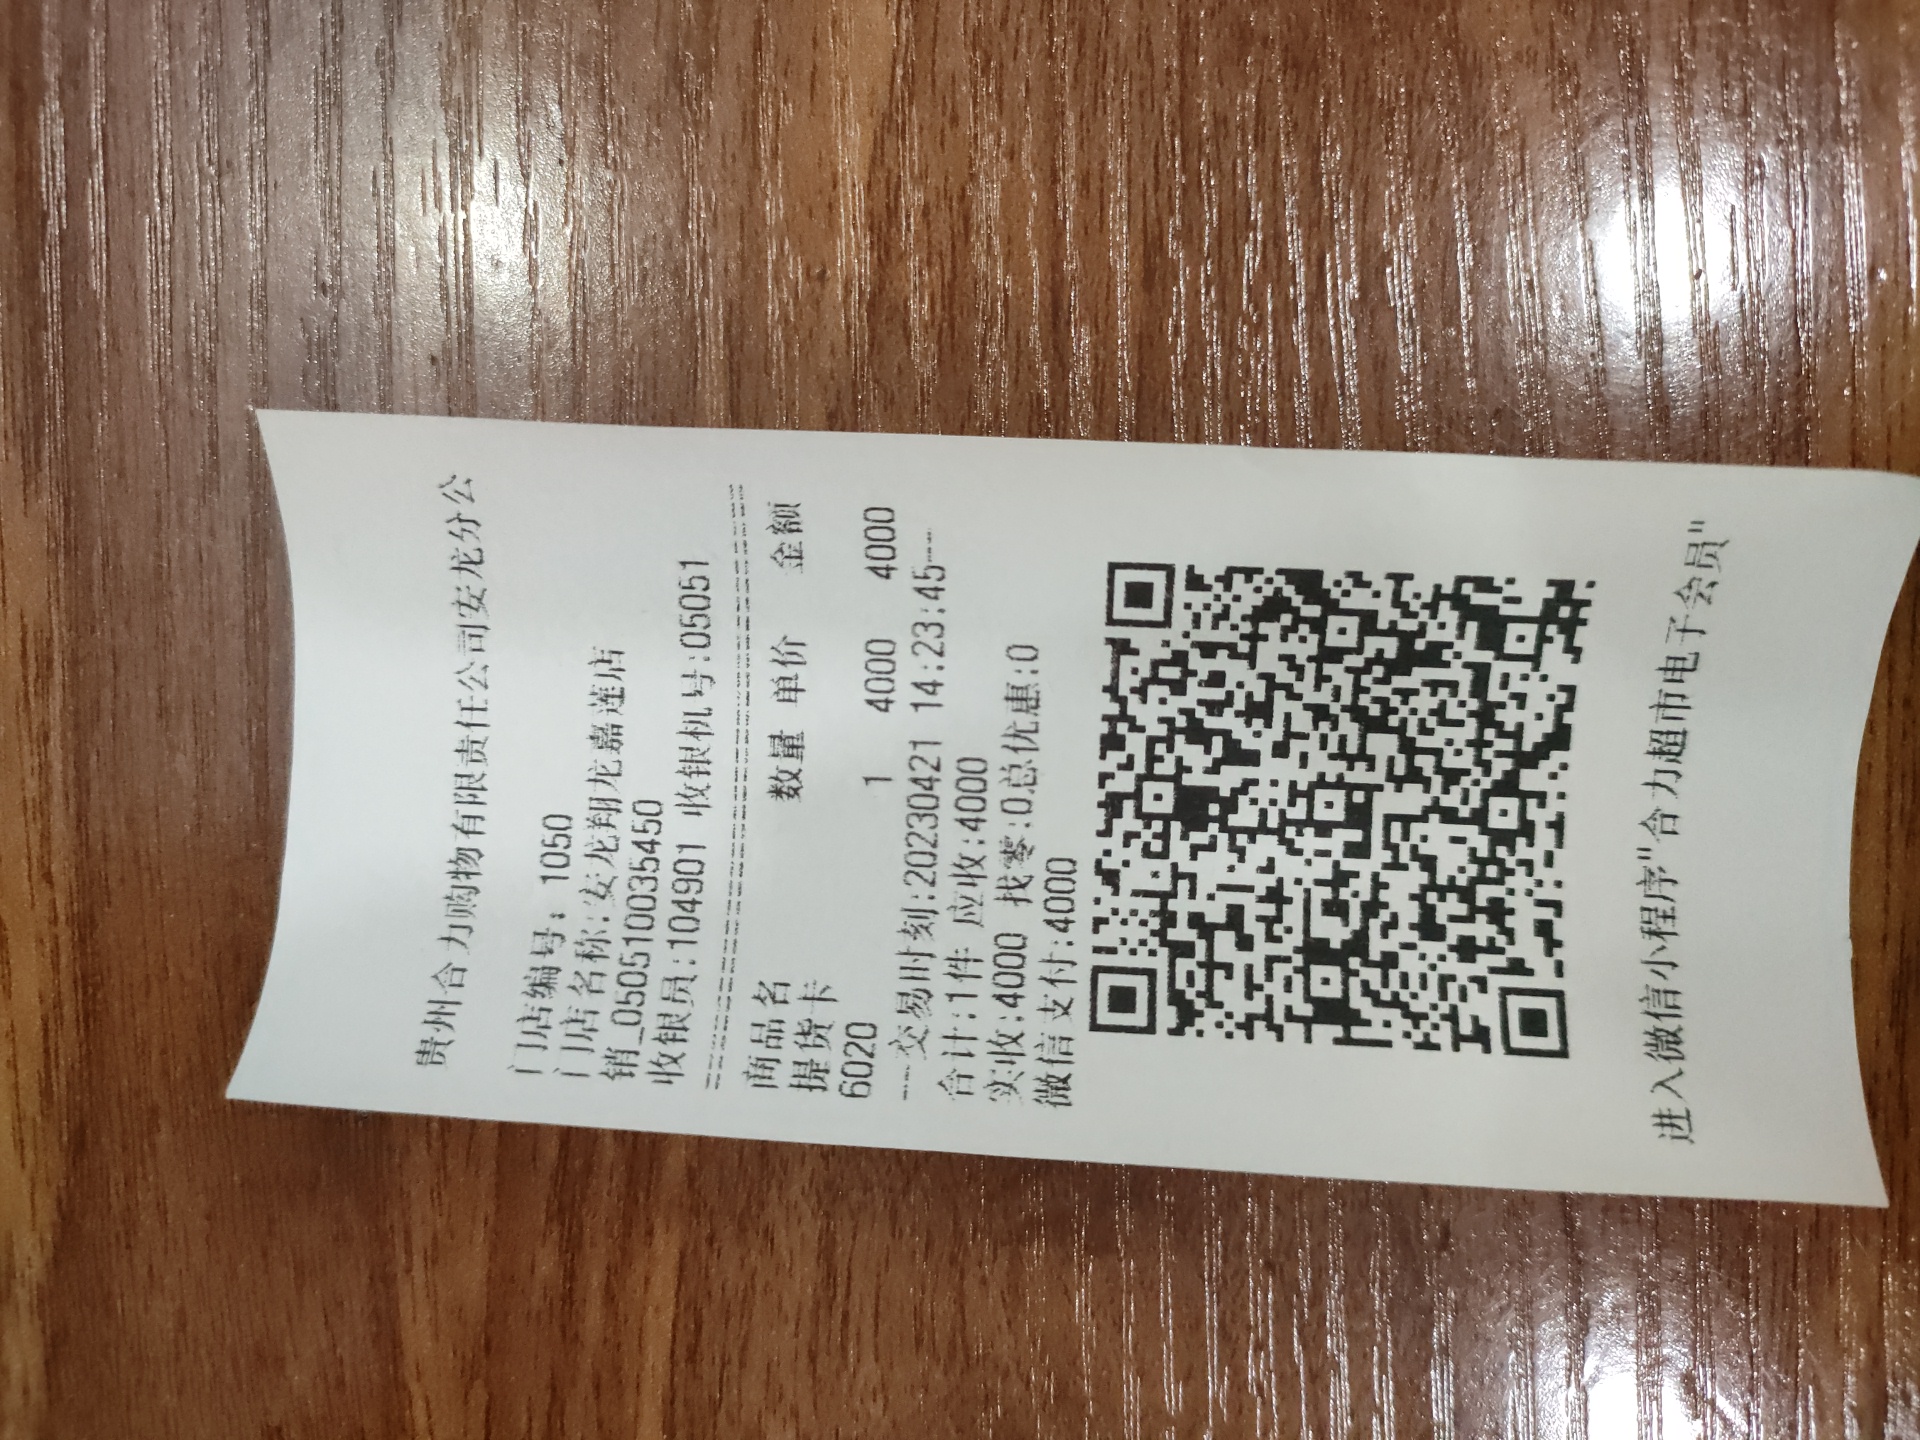 贵州合力购物有限责任公司安龙分公
门店编号: 1050
门店名称:安龙翔龙嘉莲店
销_0505100035450
收银员:104901 收银机号:05051
商品名 数量 单价 金额
提货卡
6020 1 4000 4000
---交易时刻:20230421 14:23:45---
合计:1件 应收:4000
实收:4000 找零:0总优惠:0
微信支付:4000
进入微信小程序"合力超市电子会员"